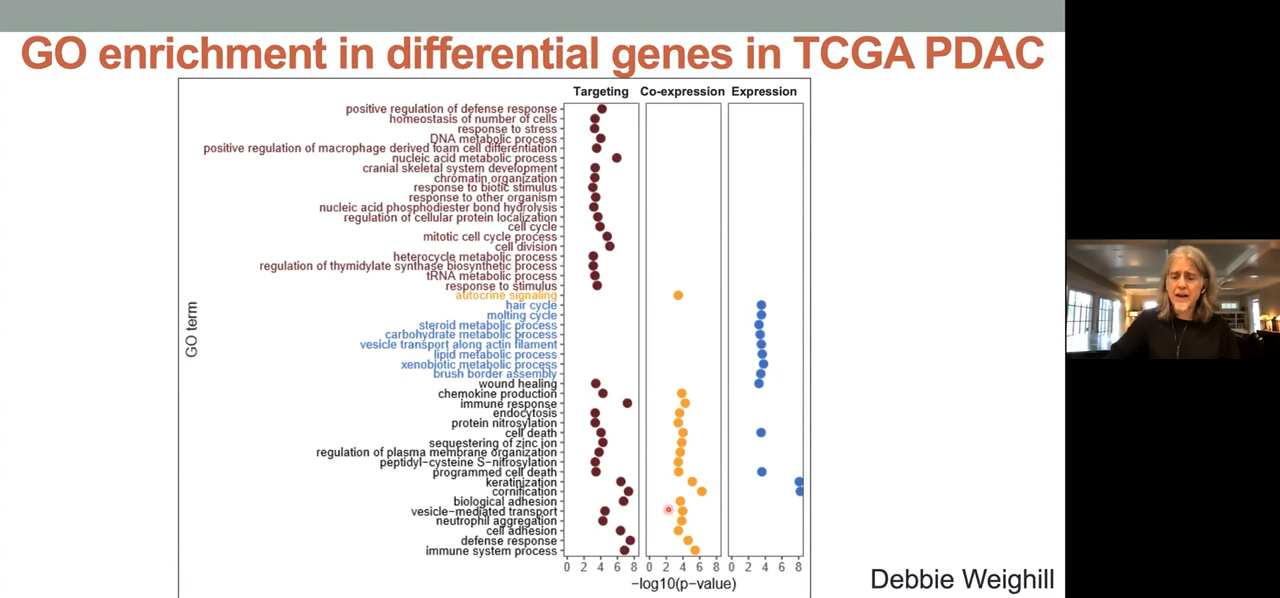 GO enrichment in differential genes in TCGA PDAC
Targeting Co-expression Expression
positive regulation of defense response
homeostasis of number of cells
response to stress
DNA metabolic process
positive regulation of macrophage derived foam cell differentiation
nucleic acid metabolic process
cranial skeletal system development
chromatin organization
response to biotic stimulus
response to other organism
nucleic acid phosphodiester bond hydrolysis
regulation of cellular protein localization
cell cycle
mitotic cell cycle process
cell division
heterocycle metabolic process
regulation of thymidylate synthase biosynthetic process
tRNA metabolic process
response to stimulus
autocrine signaling
hair cycle
molting cycle
steroid metabolic process
carbohydrate metabolic process
vesicle transport along actin filament
lipid metabolic process
xenobiotic metabolic process
brush border assembly
wound healing
chemokine production
immune response
endocytosis
protein nitrosylation
cell death
sequestering of zinc ion
regulation of plasma membrane organization
peptidyl-cysteine S-nitrosylation
programmed cell death
keratinization
cornification
biological adhesion
vesicle-mediated transport
neutrophil aggregation
cell adhesion
defense response
immune system process
GO term
0 2 4 6 8 0 2 4 6 8 0 2 4 6 8
-log10(p-value)
Debbie Weighill